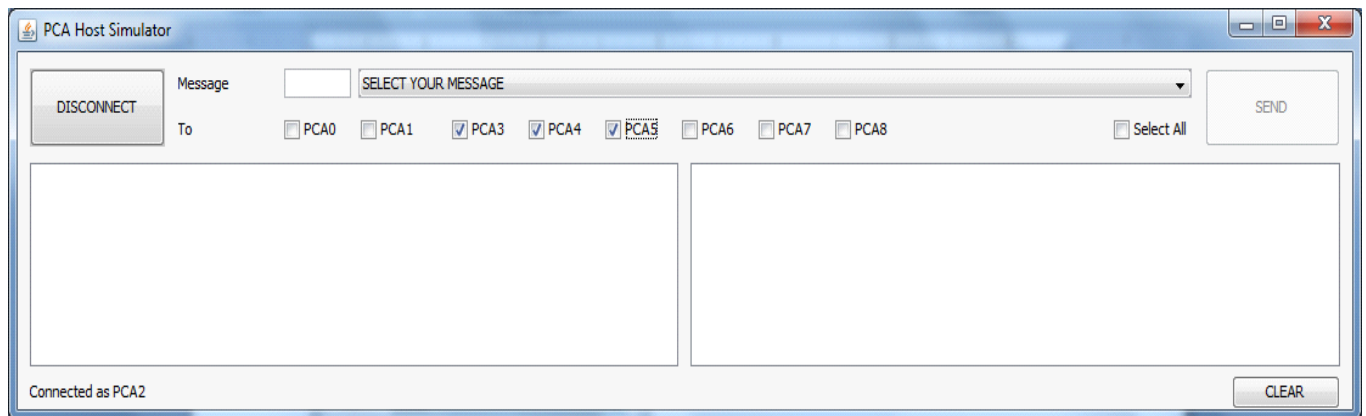 PCA Host Simulator
DISCONNECT
Message
SELECT YOUR MESSAGE
SEND
To
PCA0 PCA1 PCA3 PCA4 PCA5 PCA6 PCA7 PCA8 Select All
Connected as PCA2
CLEAR